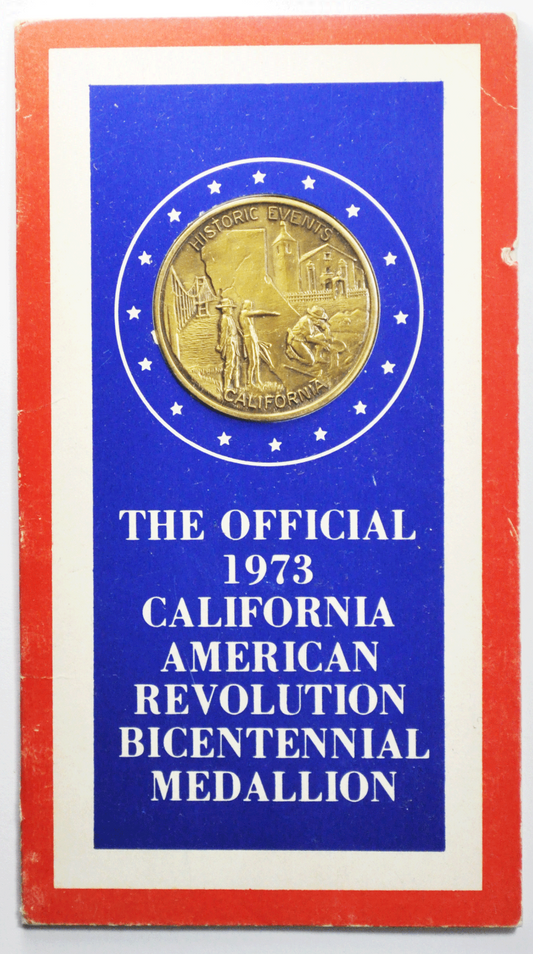 HISTORIC EVENTS
CALIFORNIA
THE OFFICIAL
1973
CALIFORNIA
AMERICAN
REVOLUTION
BICENTENNIAL
MEDALLION